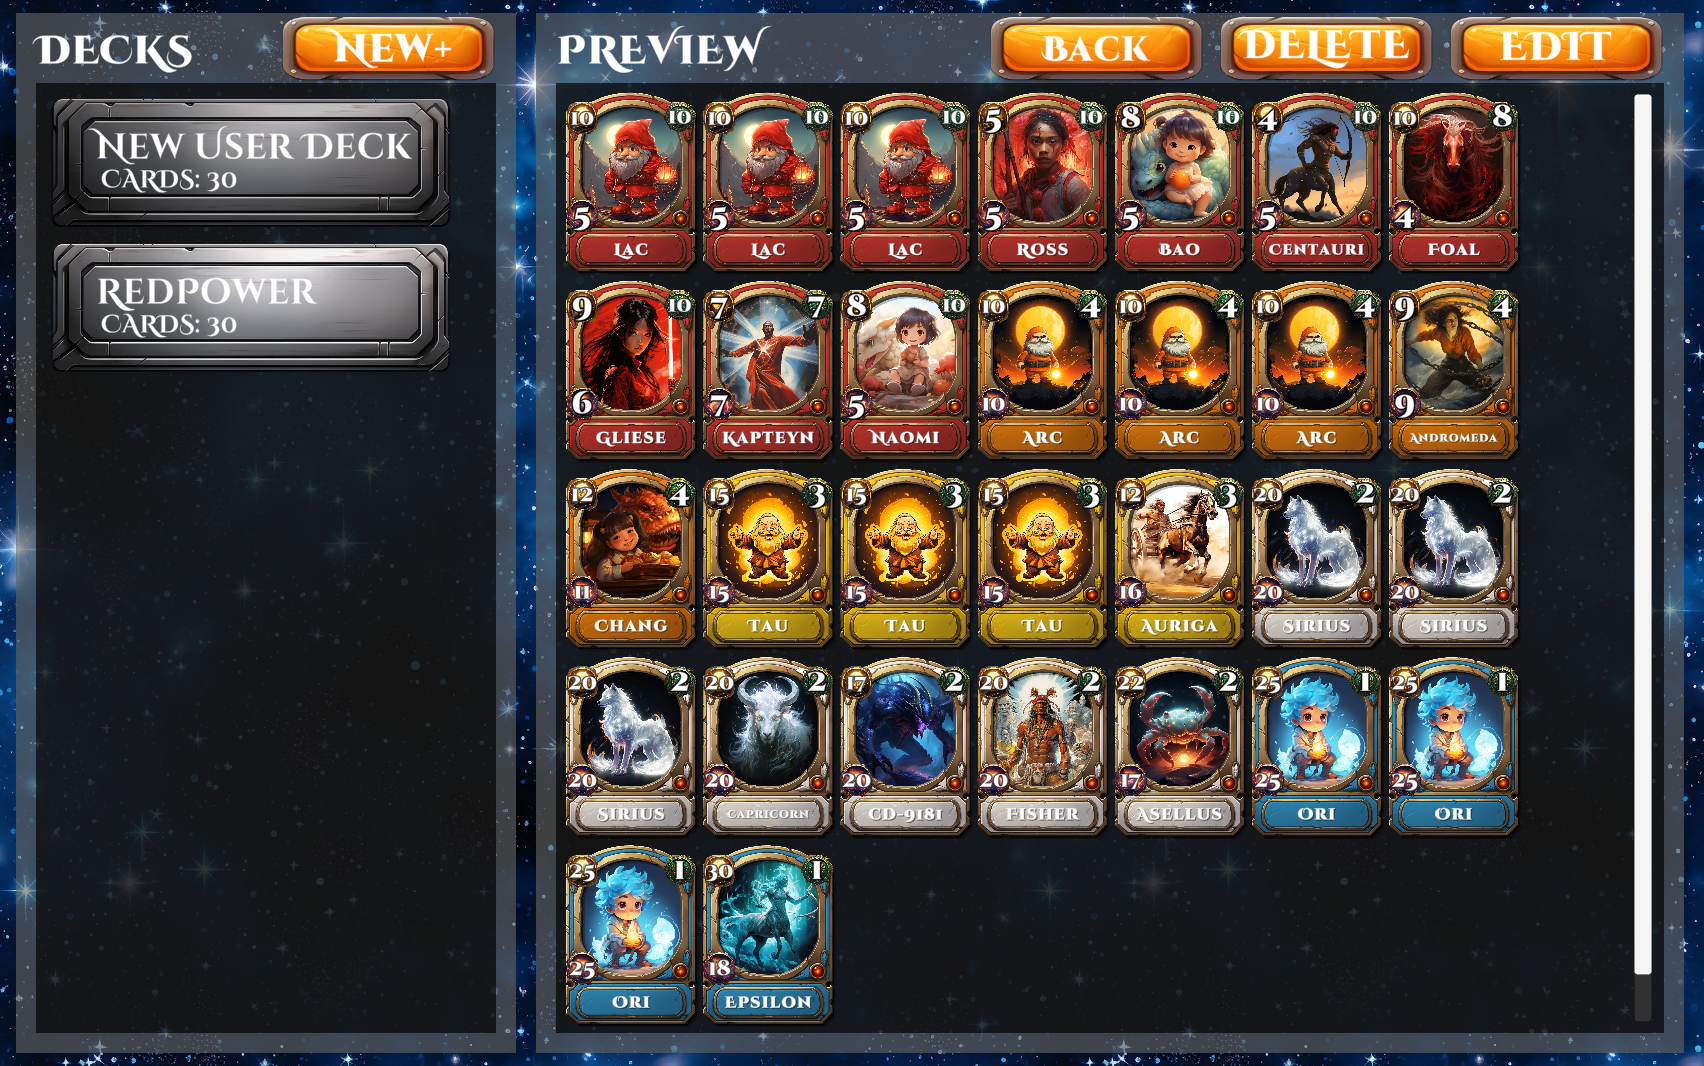 DECKS
NEW+
NEW USER DECK
CARDS: 30
REDPOWER
CARDS: 30
PREVIEW
BACK
DELETE
EDIT
10 10 10 10 10 10 5 10 8 10 4 10 10 8
5 5 5 5 5 5 4
LAC LAC LAC ROSS BAO CENTAURI FOAL
9 10 7 7 8 10 10 4 10 4 10 4 9 4
6 7 5 10 10 10 9
GLIESE KAPTEYN NAOMI ARC ARC ARC ANDROMEDA
12 4 15 3 15 3 15 3 12 3 20 2 20 2
11 15 15 15 16 20 20
CHANG TAU TAU TAU AURIGA SIRIUS SIRIUS
20 2 20 2 17 2 20 2 22 2 25 1 25 1
20 20 20 20 17 25 25
SIRIUS CAPRICORN CD-9181 FISHER ASELLUS ORI ORI
25 1 30 1
25 18
ORI EPSILON